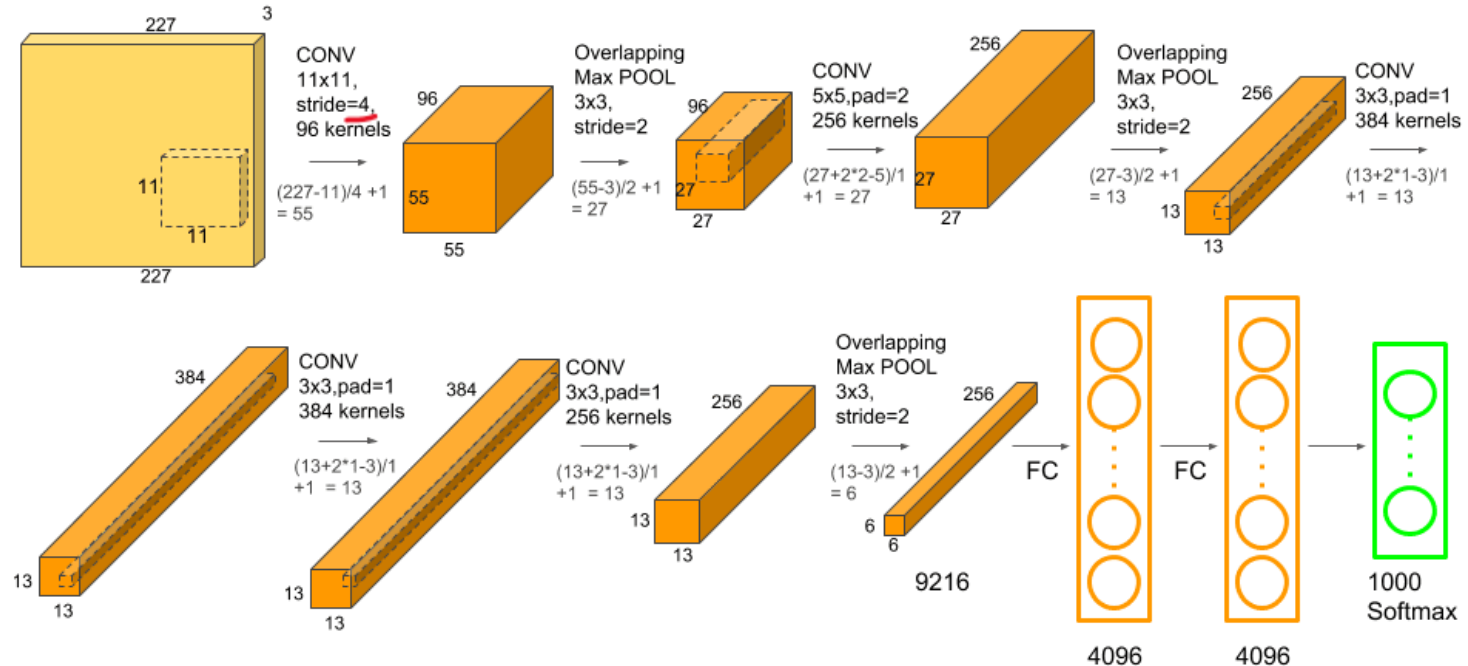 227
3
CONV
11x11,
stride=4,
96 kernels
(227-11)/4 +1
= 55
11
11
227
96
55
55
Overlapping
Max POOL
3x3,
stride=2
(55-3)/2 +1
= 27
96
27
27
CONV
5x5,pad=2
256 kernels
(27+2*2-5)/1
+1 = 27
256
27
27
Overlapping
Max POOL
3x3,
stride=2
(27-3)/2 +1
= 13
256
13
13
CONV
3x3,pad=1
384 kernels
(13+2*1-3)/1
+1 = 13
384
13
13
CONV
3x3,pad=1
384 kernels
(13+2*1-3)/1
+1 = 13
384
13
13
CONV
3x3,pad=1
256 kernels
(13+2*1-3)/1
+1 = 13
256
13
13
Overlapping
Max POOL
3x3,
stride=2
(13-3)/2 +1
= 6
256
6
6
9216
FC
4096
FC
4096
1000
Softmax